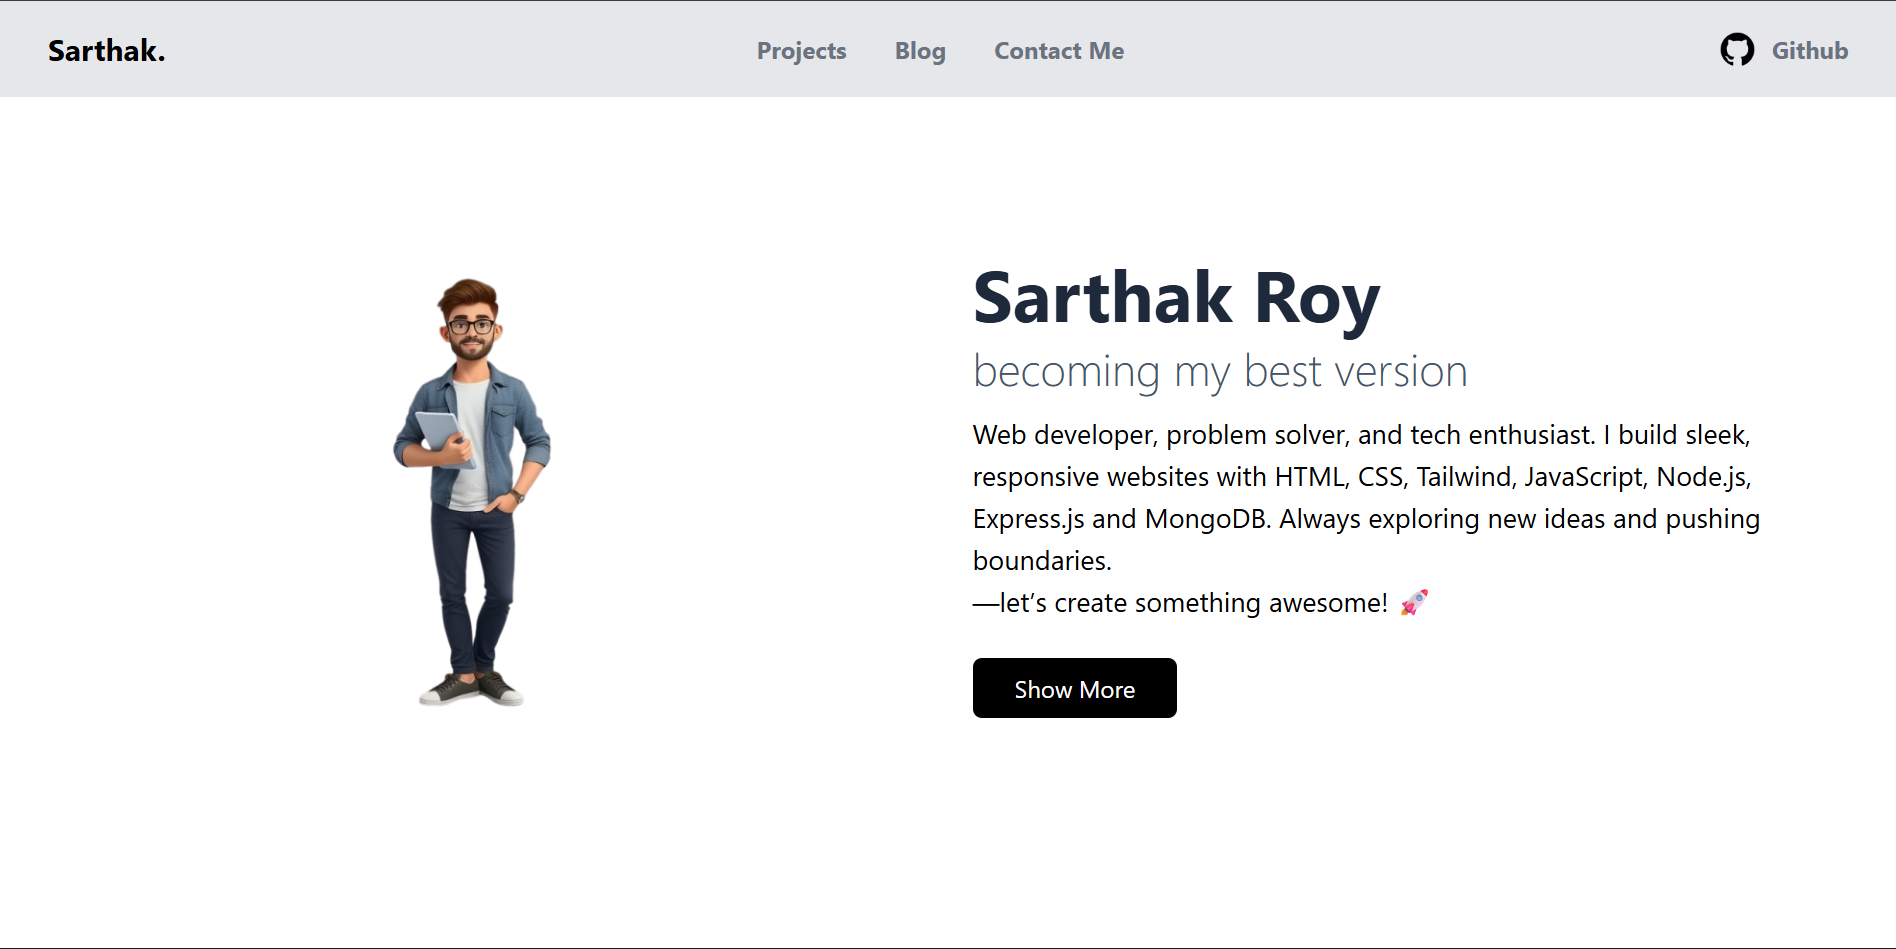 Sarthak.
Projects
Blog
Contact Me
Github
Sarthak Roy
becoming my best version
Web developer, problem solver, and tech enthusiast. I build sleek,
responsive websites with HTML, CSS, Tailwind, JavaScript, Node.js,
Express.js and MongoDB. Always exploring new ideas and pushing
boundaries.
—let’s create something awesome! 🚀
Show More